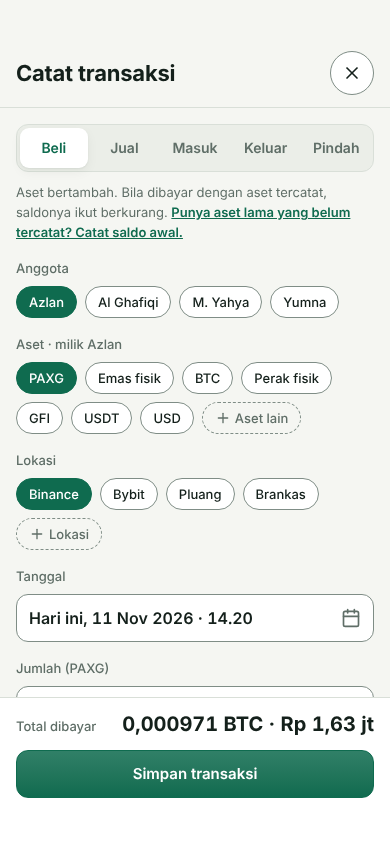 Catat transaksi
Beli Jual Masuk Keluar Pindah
Aset bertambah. Bila dibayar dengan aset tercatat,
saldonya ikut berkurang. Punya aset lama yang belum
tercatat? Catat saldo awal.
Anggota
Azlan Al Ghafiqi M. Yahya Yumna
Aset · milik Azlan
PAXG Emas fisik BTC Perak fisik
GFI USDT USD + Aset lain
Lokasi
Binance Bybit Pluang Brankas
+ Lokasi
Tanggal
Hari ini, 11 Nov 2026 · 14.20
Jumlah (PAXG)
Total dibayar 0,000971 BTC · Rp 1,63 jt
Simpan transaksi